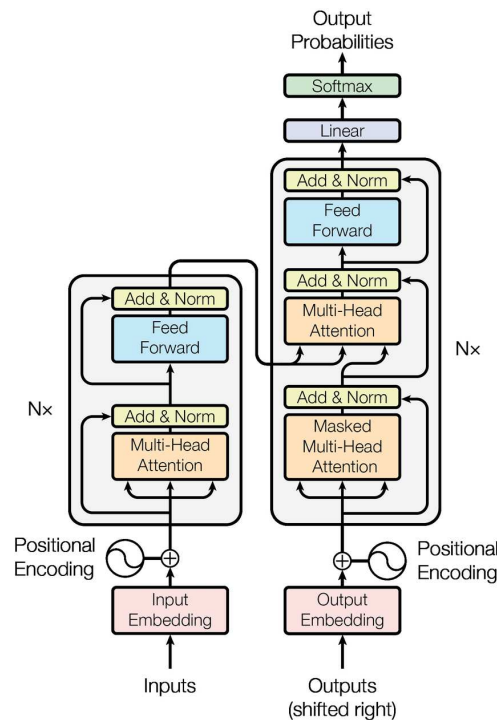 Output
Probabilities
Softmax
Linear
Add & Norm
Feed
Forward
Add & Norm
Multi-Head
Attention
Nx
Add & Norm
Masked
Multi-Head
Attention
Add & Norm
Feed
Forward
Nx
Add & Norm
Multi-Head
Attention
Positional
Encoding
Positional
Encoding
Input
Embedding
Output
Embedding
Inputs
Outputs
(shifted right)